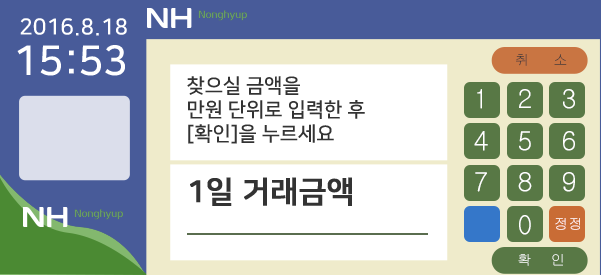 2016.8.18
15:53
NH Nonghyup
NH Nonghyup
찾으실 금액을
만원 단위로 입력한 후
[확인]을 누르세요
1일 거래금액
취 소
1 2 3
4 5 6
7 8 9
0 정정
확 인